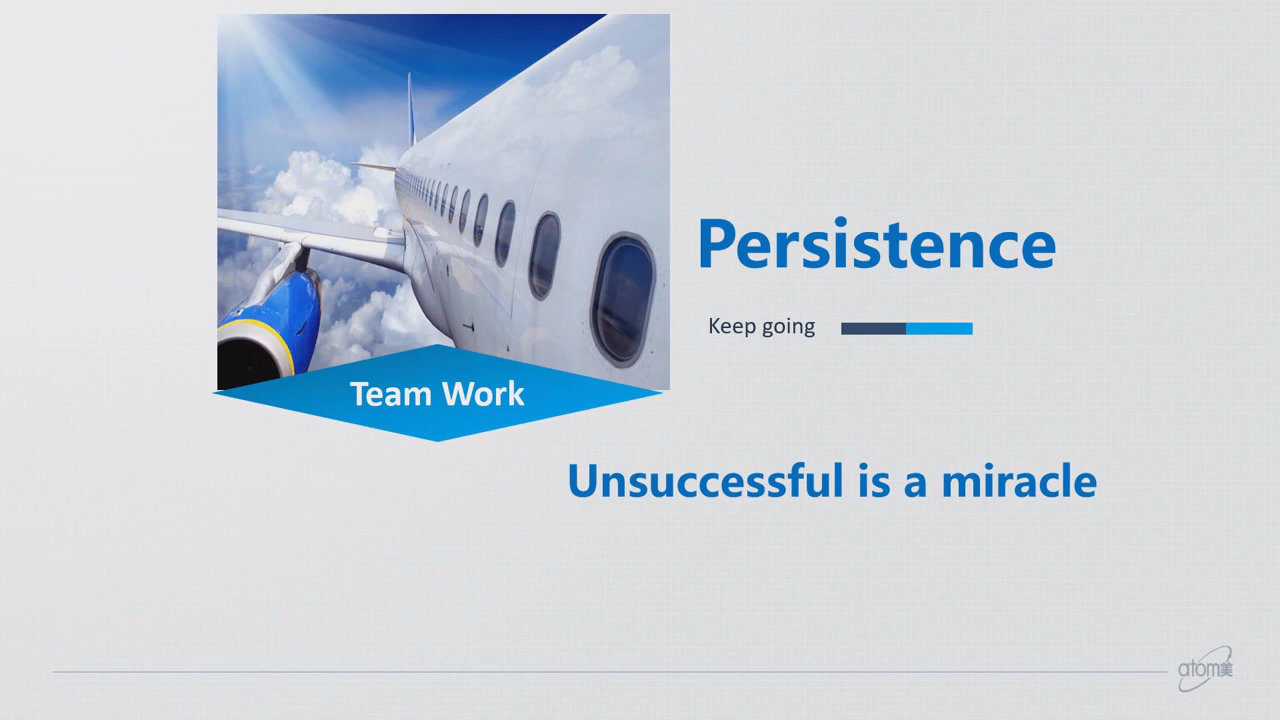 Persistence
Keep going
Team Work
Unsuccessful is a miracle
atom美